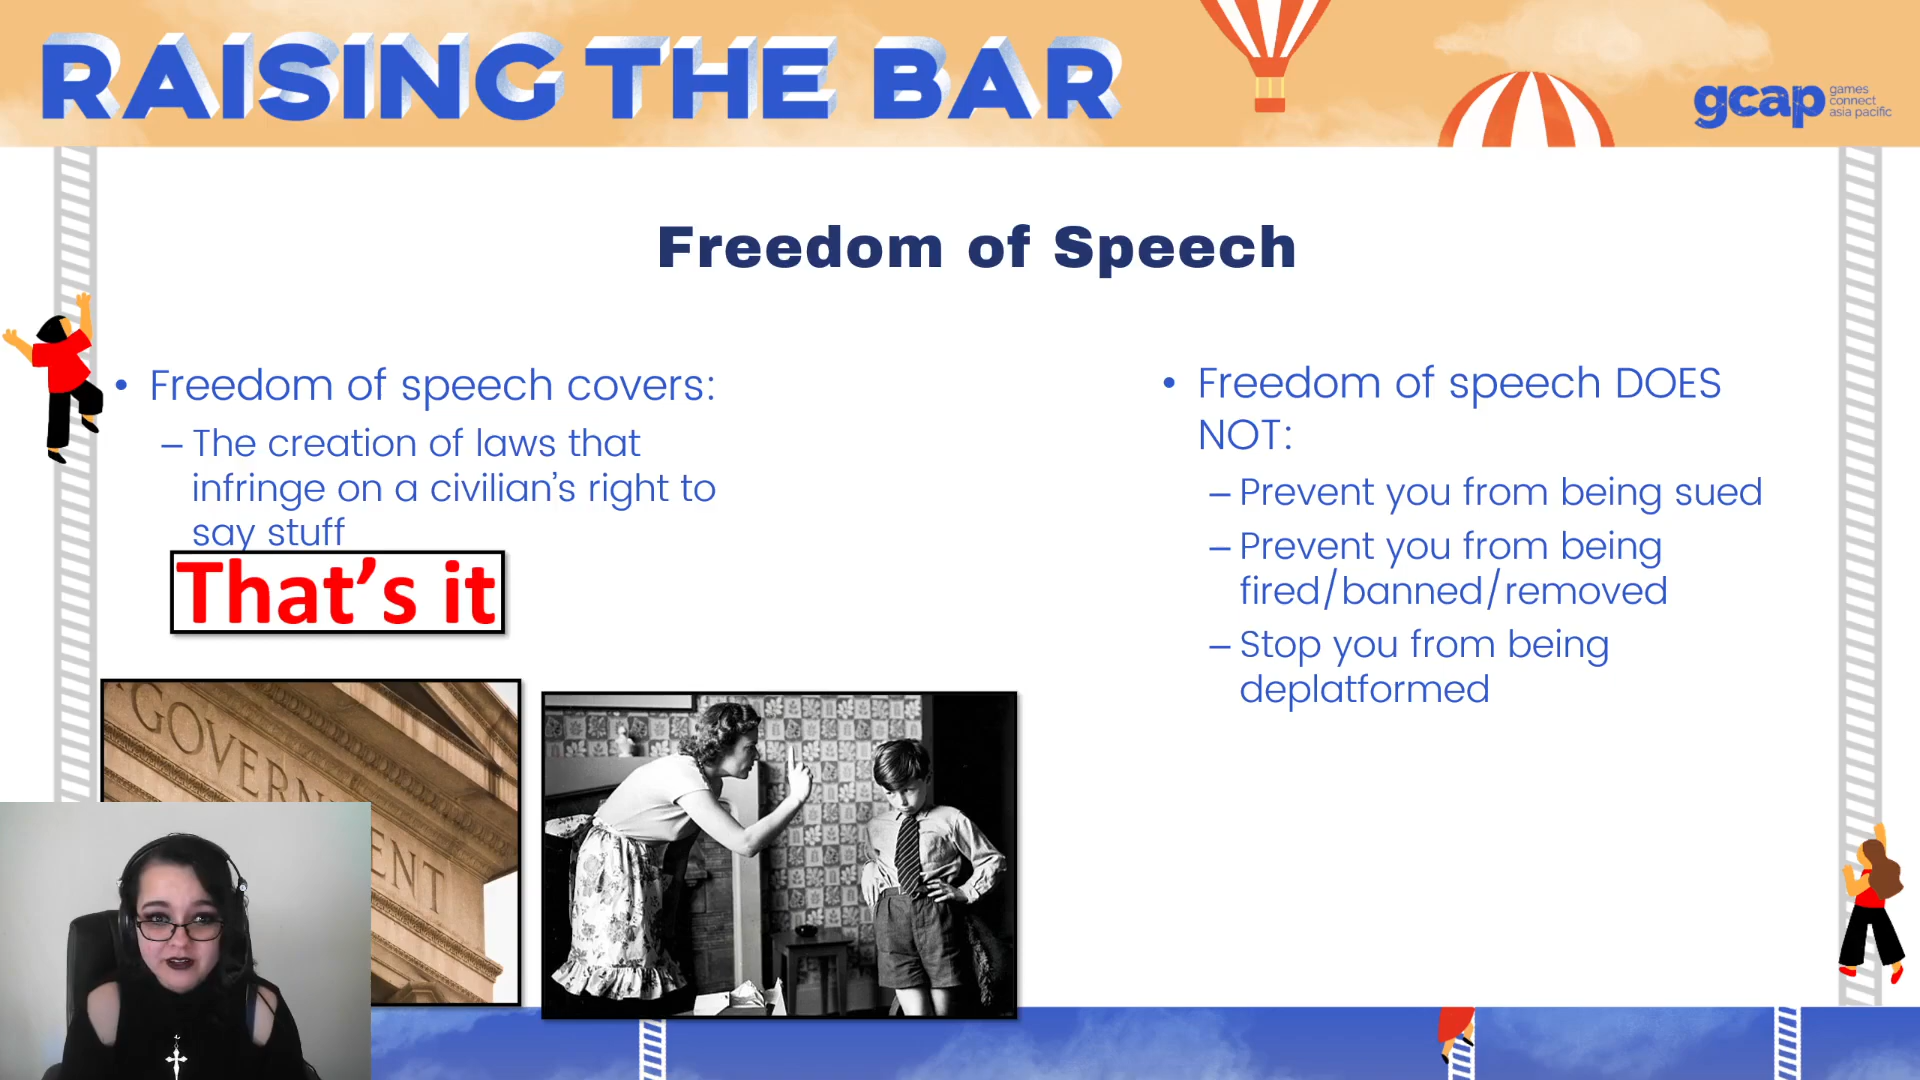 RAISING THE BAR
gcap
games
connect
asia pacific
Freedom of Speech
• Freedom of speech covers:
– The creation of laws that
infringe on a civilian’s right to
say stuff
That’s it
GOVERN
ENT
• Freedom of speech DOES
NOT:
– Prevent you from being sued
– Prevent you from being
fired/banned/removed
– Stop you from being
deplatformed